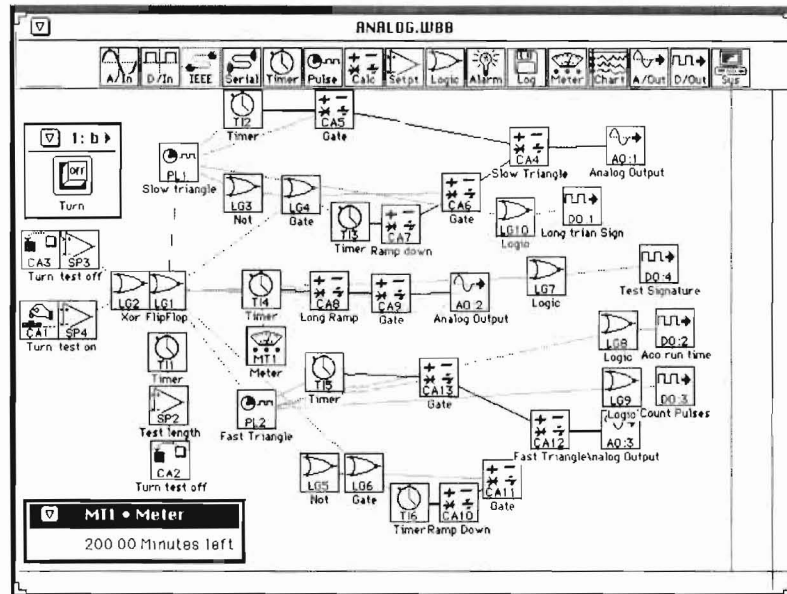 ANALOG.WBB
A/In D/In IEEE Serial Timer Pulse Calc Setpt Logic Alarm Log Meter Chart A/Out D/Out Sys
TI2
Timer
CA5
Gate
1: b
OFF
Turn
PL1
Slow triangle
CA4
Slow Triangle
AO:1
Analog Output
LG3
Not
LG4
Gate
TI3
Timer
CA7
Ramp down
CA6
Gate
LG10
Logic
DO:1
Long trian Sign
CA3 SP3
Turn test off
LG2 LG1
Xor FlipFlop
TI4
Timer
CA8
Long Ramp
CA9
Gate
AO:2
Analog Output
LG7
Logic
DO:4
Test Signature
CA1 SP4
Turn test on
TI1
Timer
MT1
Meter
TI5
Timer
CA13
Gate
LG8
Logic
DO:2
Aco run time
SP2
Test length
PL2
Fast Triangle
LG9
Logic
DO:3
Count Pulses
CA12
Fast Triangle
AO:3
Analog Output
CA2
Turn test off
LG5
Not
LG6
Gate
TI6
Timer
CA10
Ramp Down
CA11
Gate
MT1 • Meter
200 00 Minutes left